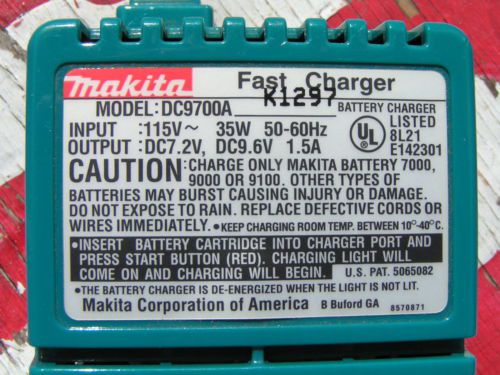 makita Fast Charger
K1297
MODEL:DC9700A BATTERY CHARGER
INPUT :115V~ 35W 50-60Hz
OUTPUT :DC7.2V, DC9.6V 1.5A
UL LISTED
8L21
E142301
CAUTION:CHARGE ONLY MAKITA BATTERY 7000,
9000 or 9100. OTHER TYPES OF
BATTERIES MAY BURST CAUSING INJURY OR DAMAGE.
DO NOT EXPOSE TO RAIN. REPLACE DEFECTIVE CORDS or
WIRES IMMEDIATELY. •KEEP CHARGING ROOM TEMP. BETWEEN 10°-40°C.
•INSERT BATTERY CARTRIDGE INTO CHARGER PORT AND
PRESS START BUTTON (RED). CHARGING LIGHT WILL
COME ON AND CHARGING WILL BEGIN. U.S. PAT. 5065082
•THE BATTERY CHARGER IS DE-ENERGIZED WHEN THE LIGHT IS NOT LIT.
Makita Corporation of America B Buford GA 8570871